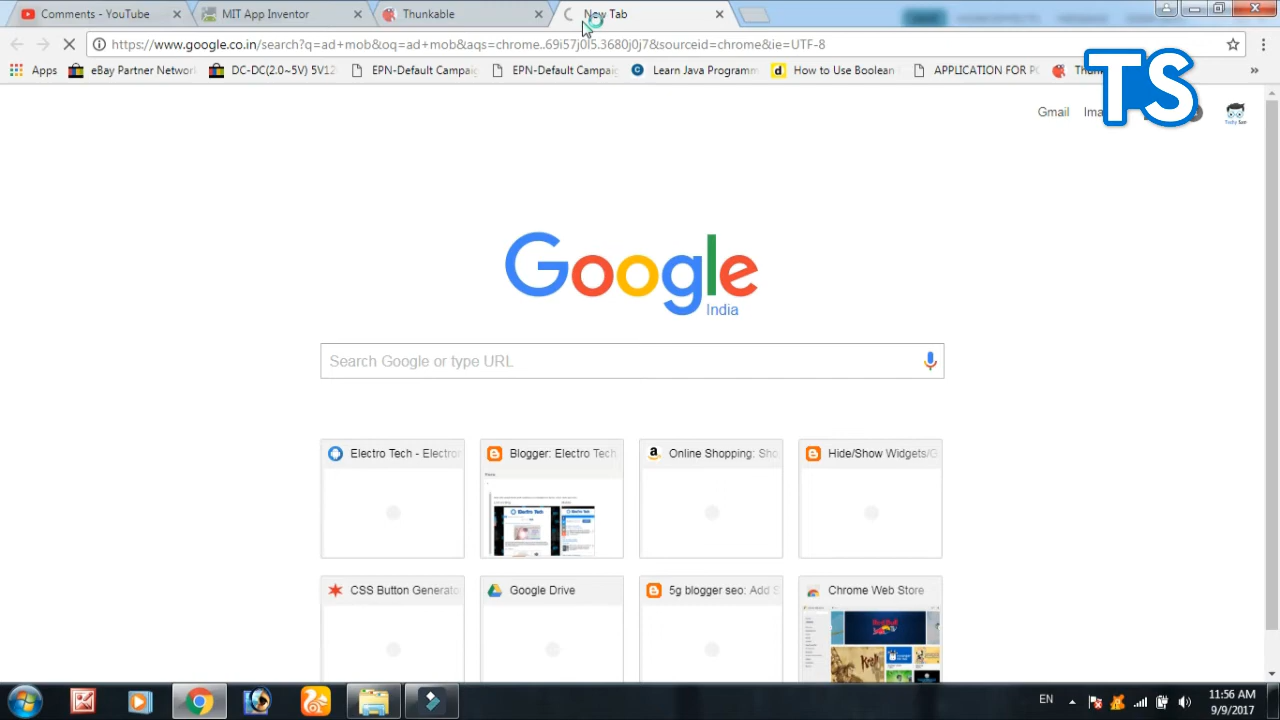 Comments - YouTube
MIT App Inventor
Thunkable
New Tab
https://www.google.co.in/search?q=ad+mob&oq=ad+mob&aqs=chrome..69i57j0l5.3680j0j7&sourceid=chrome&ie=UTF-8
Apps
eBay Partner Networ
DC-DC(2.0~5V) 5V12
EPN-Default Campaig
EPN-Default Campaig
Learn Java Programm
How to Use Boolean
APPLICATION FOR
TS
Gmail
Google
India
Search Google or type URL
Electro Tech - Electro
Blogger: Electro Tech
Online Shopping: Sho
Hide/Show Widgets/G
CSS Button Generato
Google Drive
5g blogger seo: Add S
Chrome Web Store
EN
11:56 AM
9/9/2017